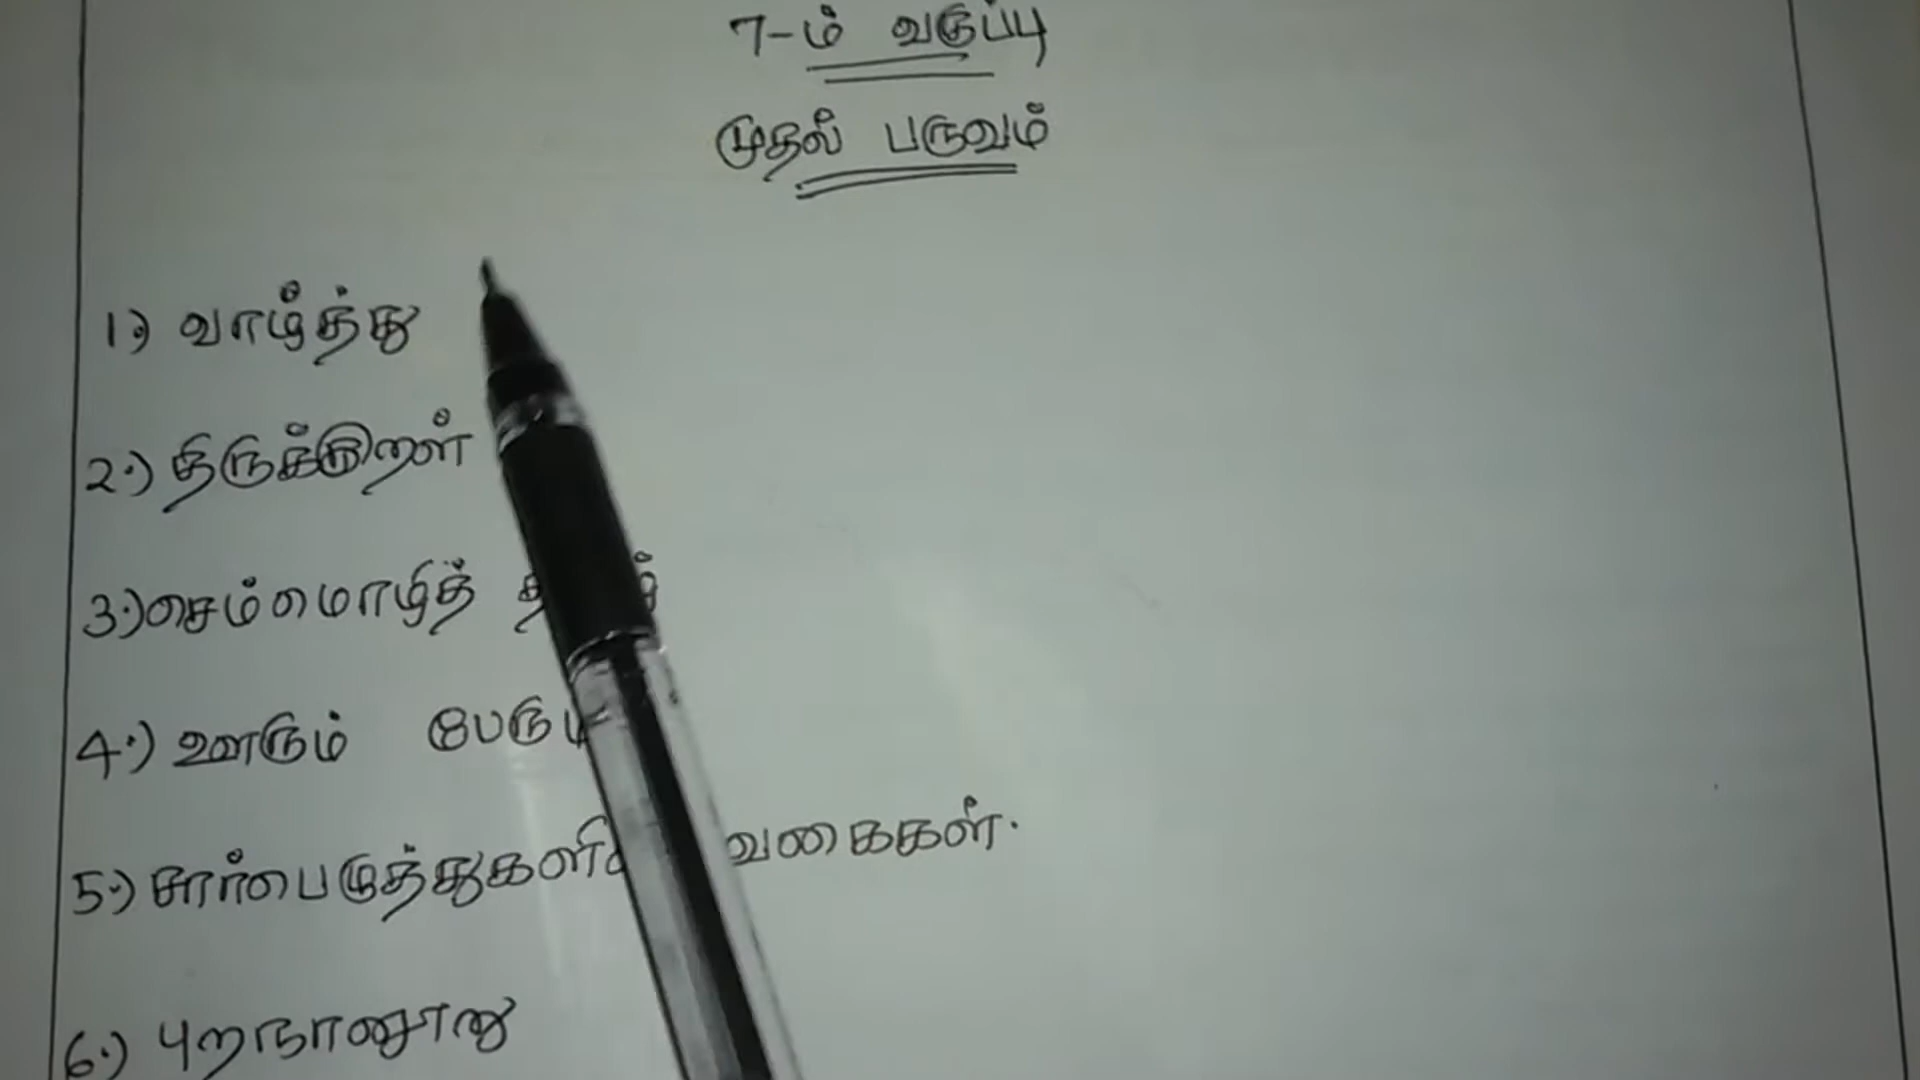 7-ம் வகுப்பு
முதல் பருவம்
1) வாழ்த்து
2) திருக்குறள்
3) செம்மொழித்
4) ஊரும்
5) சார்பெழுத்துகளின் வகைகள்.
6) புறநானூறு